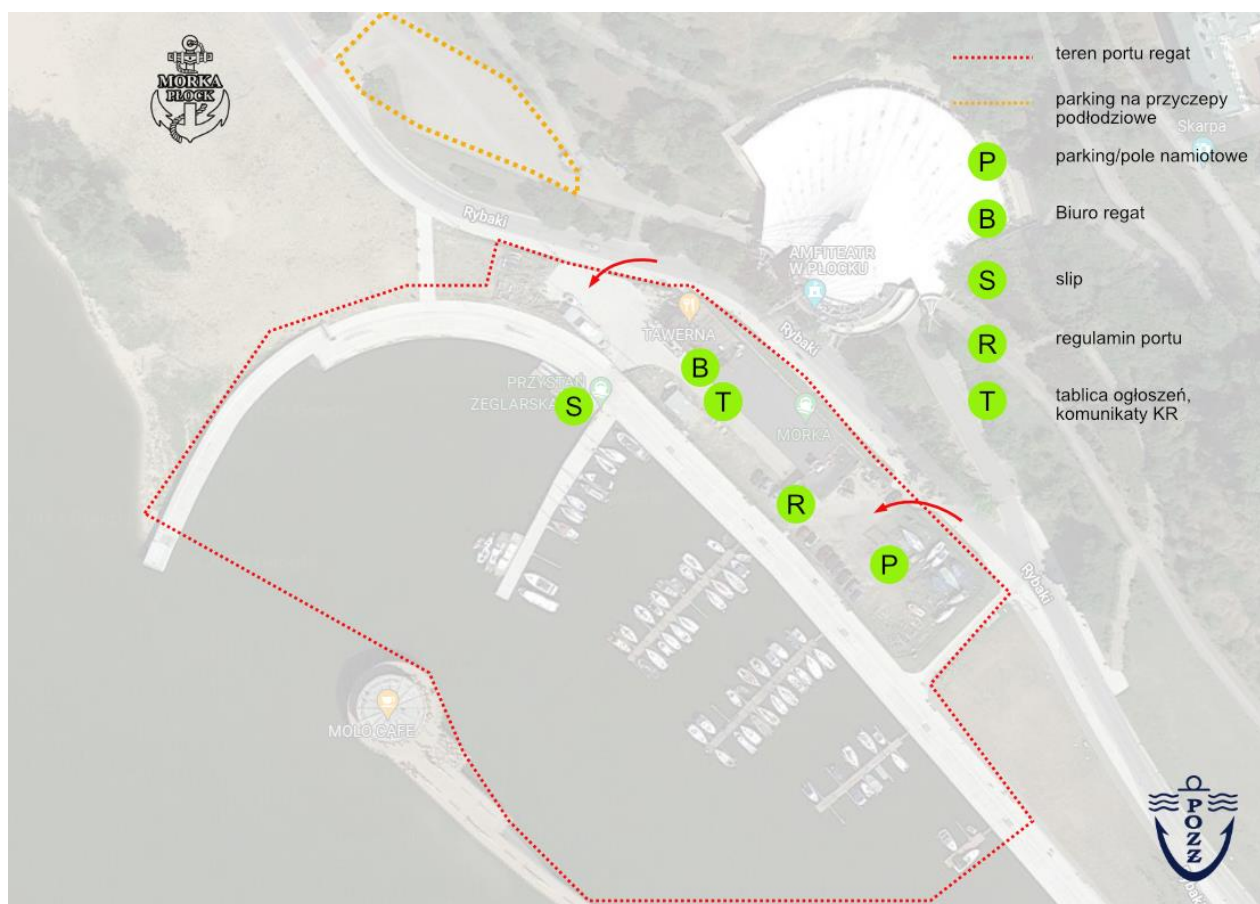 MORKA
PŁOCK
teren portu regat
parking na przyczepy
podłodziowe
Skarpa
P
parking/pole namiotowe
B
Biuro regat
S
slip
R
regulamin portu
T
tablica ogłoszeń,
komunikaty KR
Rybaki
AMFITEATR
W PŁOCKU
TAWERNA
Rybaki
B
PRZYSTAŃ
ŻEGLARSKA
S
T
MORKA
R
P
Rybaki
MOLO CAFE
POZŻ
Rybaki